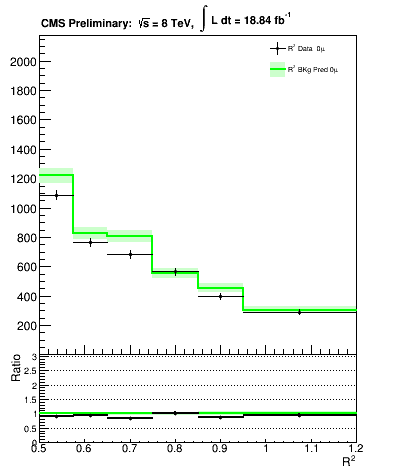 CMS Preliminary: √s = 8 TeV, ∫ L dt = 18.84 fb⁻¹
R² Data 0μ
R² BKg Pred 0μ
2000
1800
1600
1400
1200
1000
800
600
400
200
Ratio
3
2.5
2
1.5
1
0.5
0
0.5 0.6 0.7 0.8 0.9 1 1.1 1.2
R²